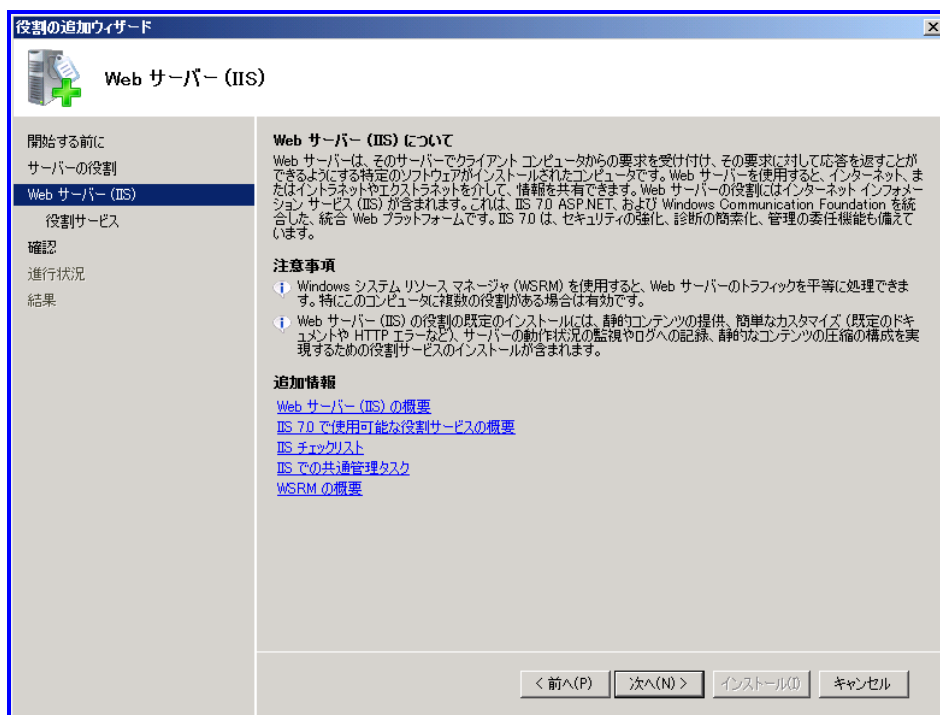 役割の追加ウィザード
Web サーバー (IIS)
開始する前に
サーバーの役割
Web サーバー (IIS)
役割サービス
確認
進行状況
結果
Web サーバー (IIS) について
Web サーバーは、そのサーバーでクライアント コンピュータからの要求を受け付け、その要求に対して応答を返すことが
できるようにする特定のソフトウェアがインストールされたコンピュータです。Web サーバーを使用すると、インターネット、ま
たはイントラネットやエクストラネットを介して、情報を共有できます。Web サーバーの役割にはインターネット インフォメー
ション サービス (IIS) が含まれます。これは、IIS 7.0 ASP.NET、および Windows Communication Foundation を統
合した、統合 Web プラットフォームです。IIS 7.0 は、セキュリティの強化、診断の簡素化、管理の委任機能も備えて
います。
注意事項
Windows システム リソース マネージャ (WSRM) を使用すると、Web サーバーのトラフィックを平等に処理できま
す。特にこのコンピュータに複数の役割がある場合は有効です。
Web サーバー (IIS) の役割の既定のインストールには、静的コンテンツの提供、簡単なカスタマイズ (既定のドキ
ュメントや HTTP エラーなど)、サーバーの動作状況の監視やログへの記録、静的なコンテンツの圧縮の構成を実
現するための役割サービスのインストールが含まれます。
追加情報
Web サーバー (IIS) の概要
IIS 7.0 で使用可能な役割サービスの概要
IIS チェックリスト
IIS での共通管理タスク
WSRM の概要
< 前へ(P) 次へ(N) > インストール(I) キャンセル